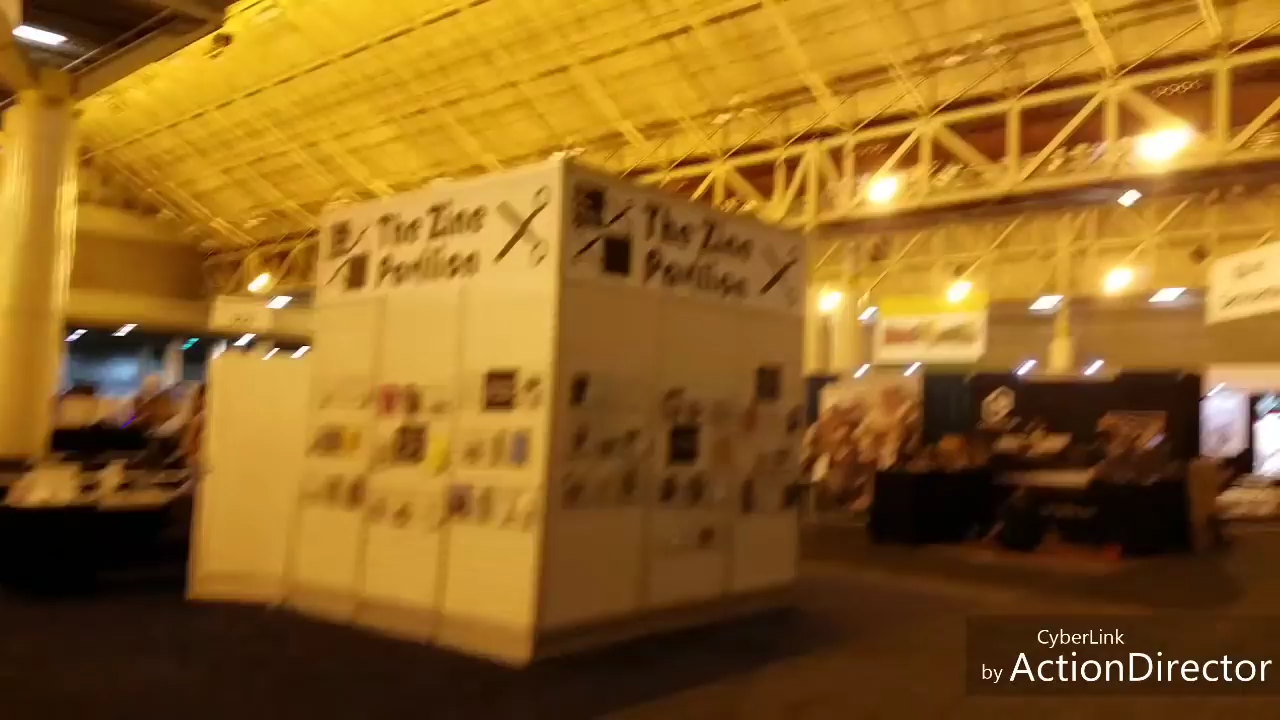 The Zine
Pavilion
The Zine
Pavilion
CyberLink
by ActionDirector